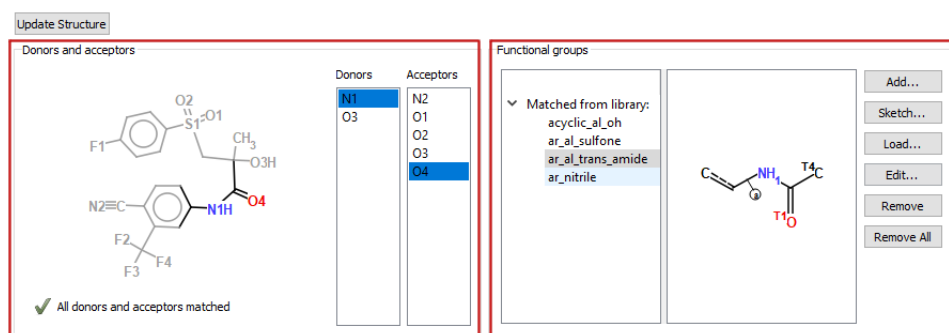 Update Structure
Donors and acceptors
Donors
Acceptors
N1
O3
N2
O1
O2
O3
O4
O2
O1
S1
F1
CH3
O3H
O4
N1H
N2≡C
F2
F4
F3
All donors and acceptors matched
Functional groups
Matched from library:
acyclic_al_oh
ar_al_sulfone
ar_al_trans_amide
ar_nitrile
T4
C
NH1
C
a
T1O
Add...
Sketch...
Load...
Edit...
Remove
Remove All